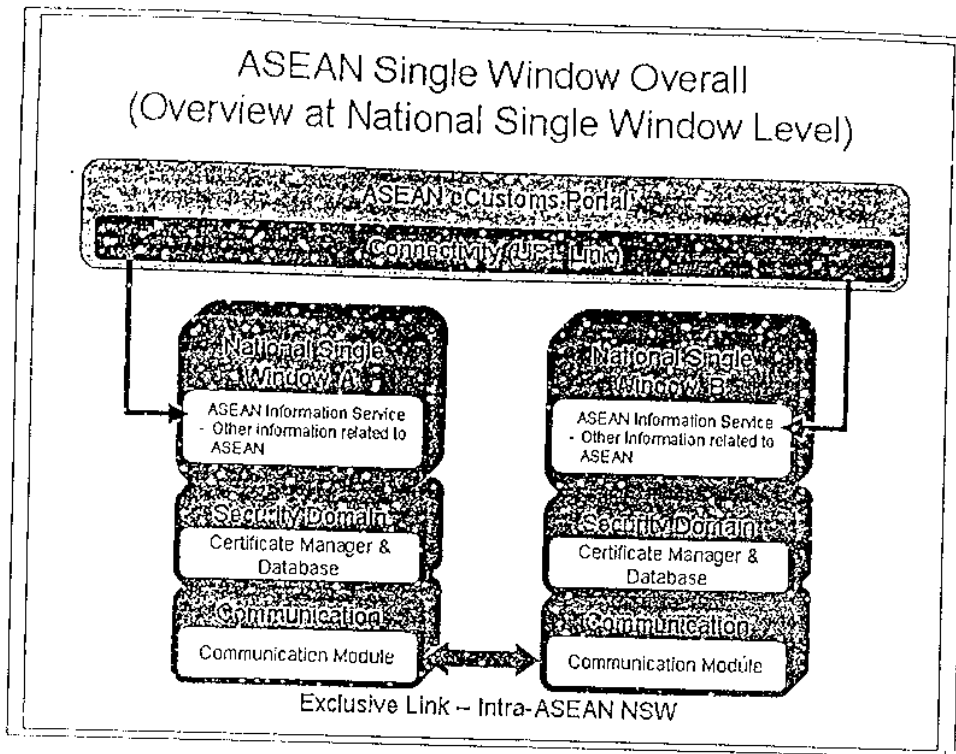 ASEAN Single Window Overall
(Overview at National Single Window Level)
ASEAN eCustoms Portal
Connectivity (URL Link)
National Single
Window A
ASEAN Information Service
- Other information related to
ASEAN
Security Domain
Certificate Manager &
Database
Communication
Communication Module
National Single
Window B
ASEAN Information Service
- Other information related to
ASEAN
Security Domain
Certificate Manager &
Database
Communication
Communication Module
Exclusive Link – Intra-ASEAN NSW